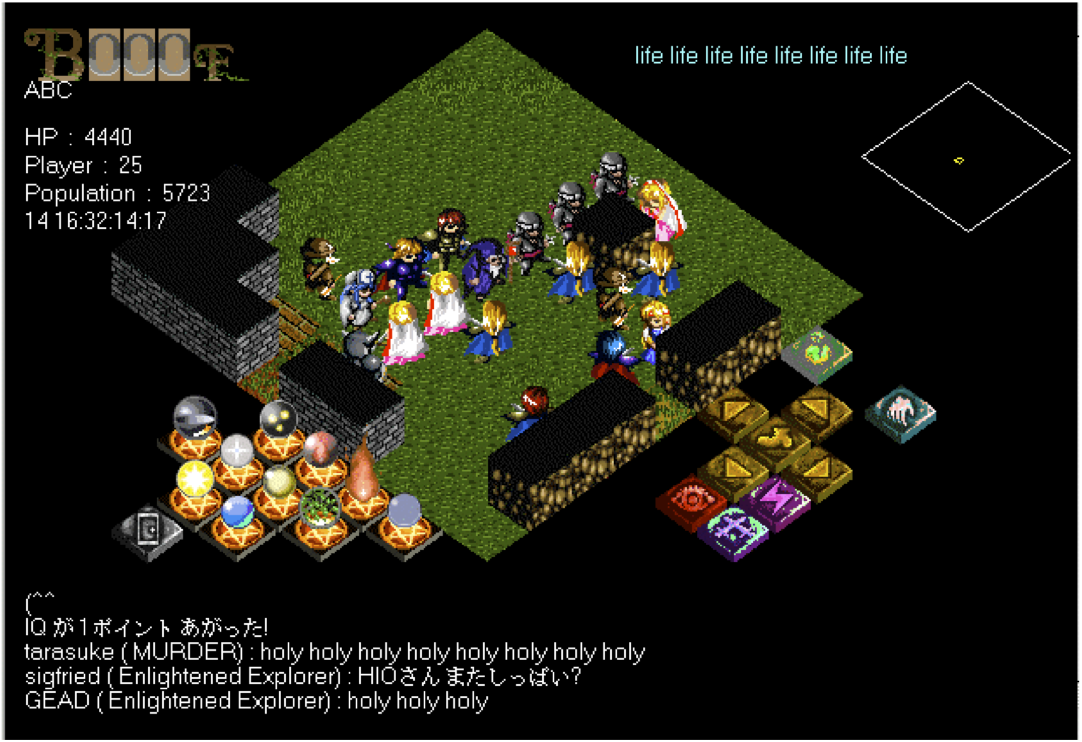 ABC
life life life life life life life life
HP : 4440
Player : 25
Population : 5723
14 16:32:14:17
(^^
IQ が 1 ポイント あがった!
tarasuke ( MURDER) : holy holy holy holy holy holy holy holy
sigfried ( Enlightened Explorer) : HIOさん またしっぱい?
GEAD ( Enlightened Explorer) : holy holy holy